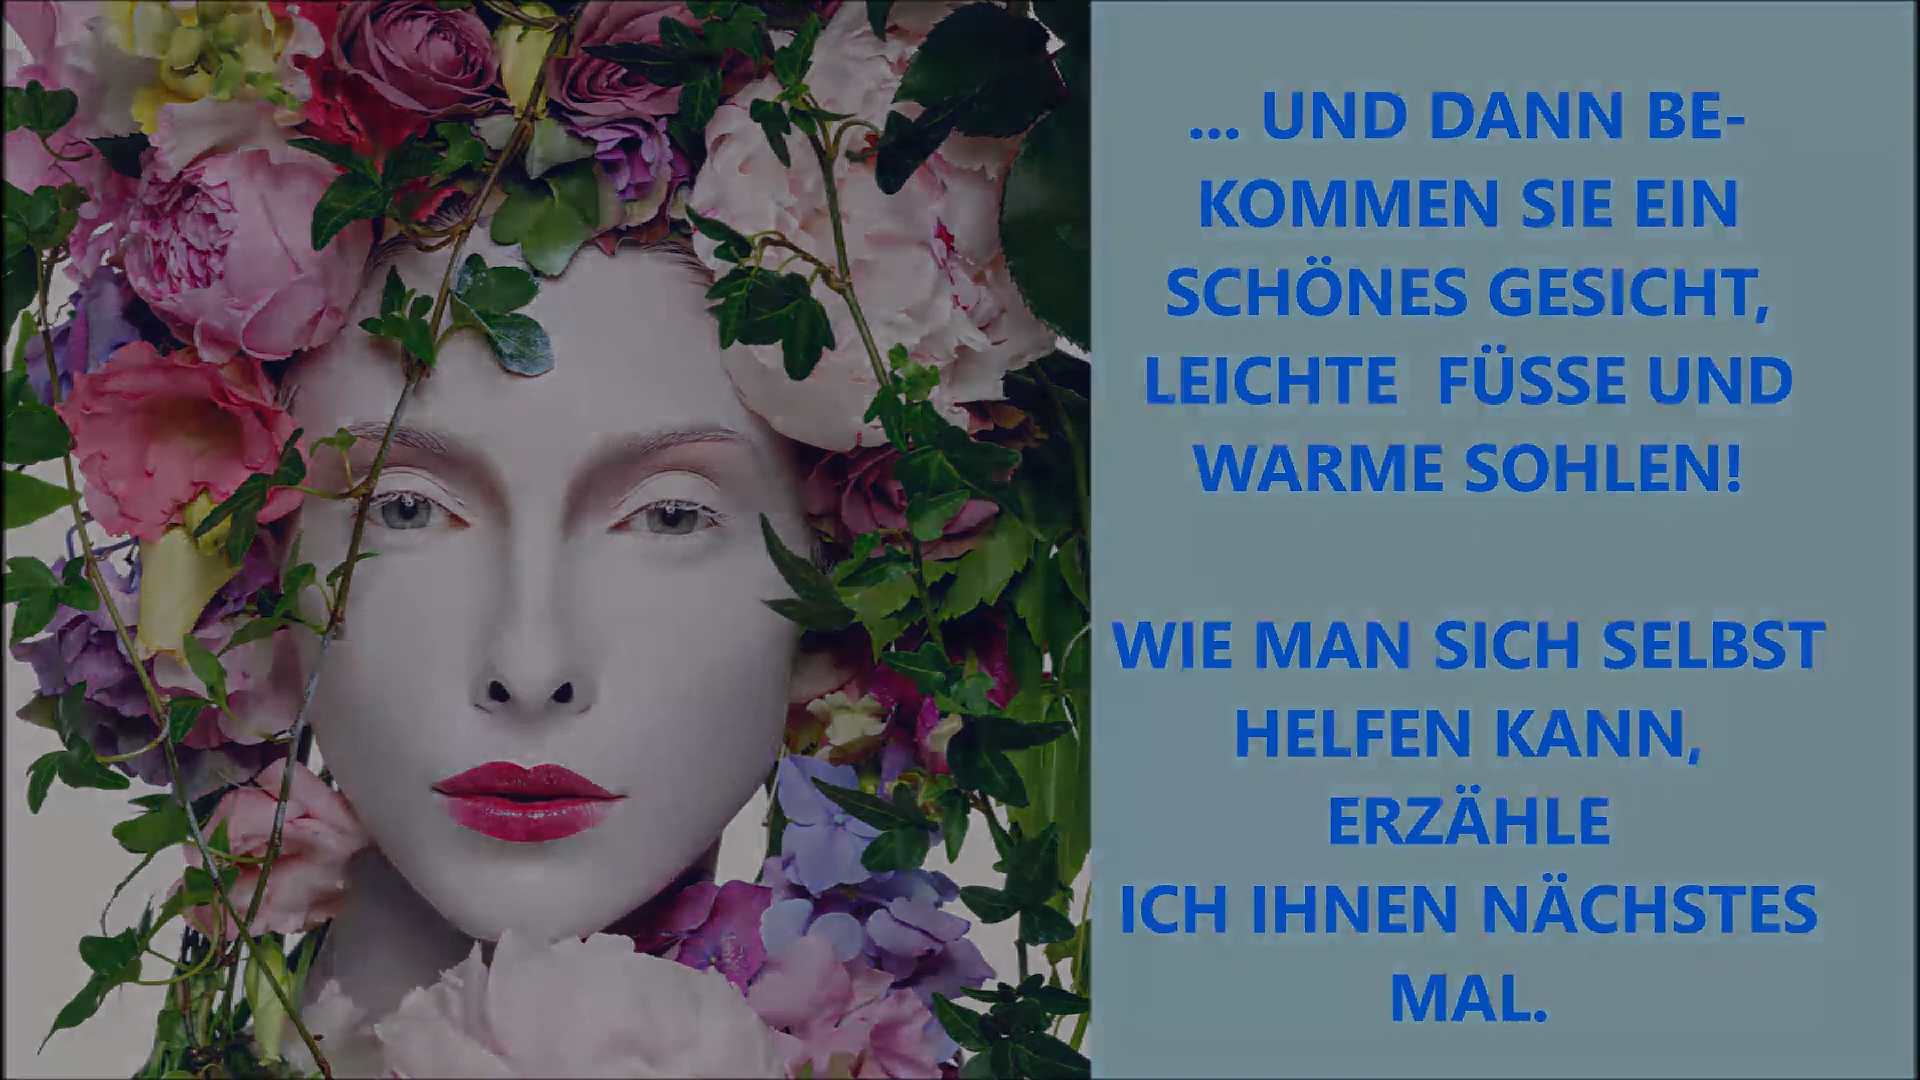 ... UND DANN BE-
KOMMEN SIE EIN
SCHÖNES GESICHT,
LEICHTE FÜSSE UND
WARME SOHLEN!
WIE MAN SICH SELBST
HELFEN KANN,
ERZÄHLE
ICH IHNEN NÄCHSTES
MAL.